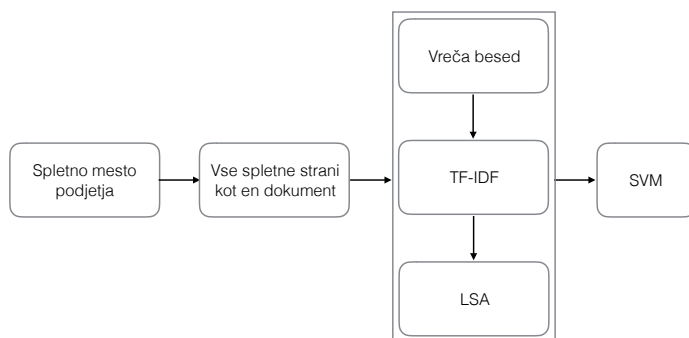 Vreča besed
Spletno mesto
podjetja
Vse spletne strani
kot en dokument
TF-IDF
SVM
LSA